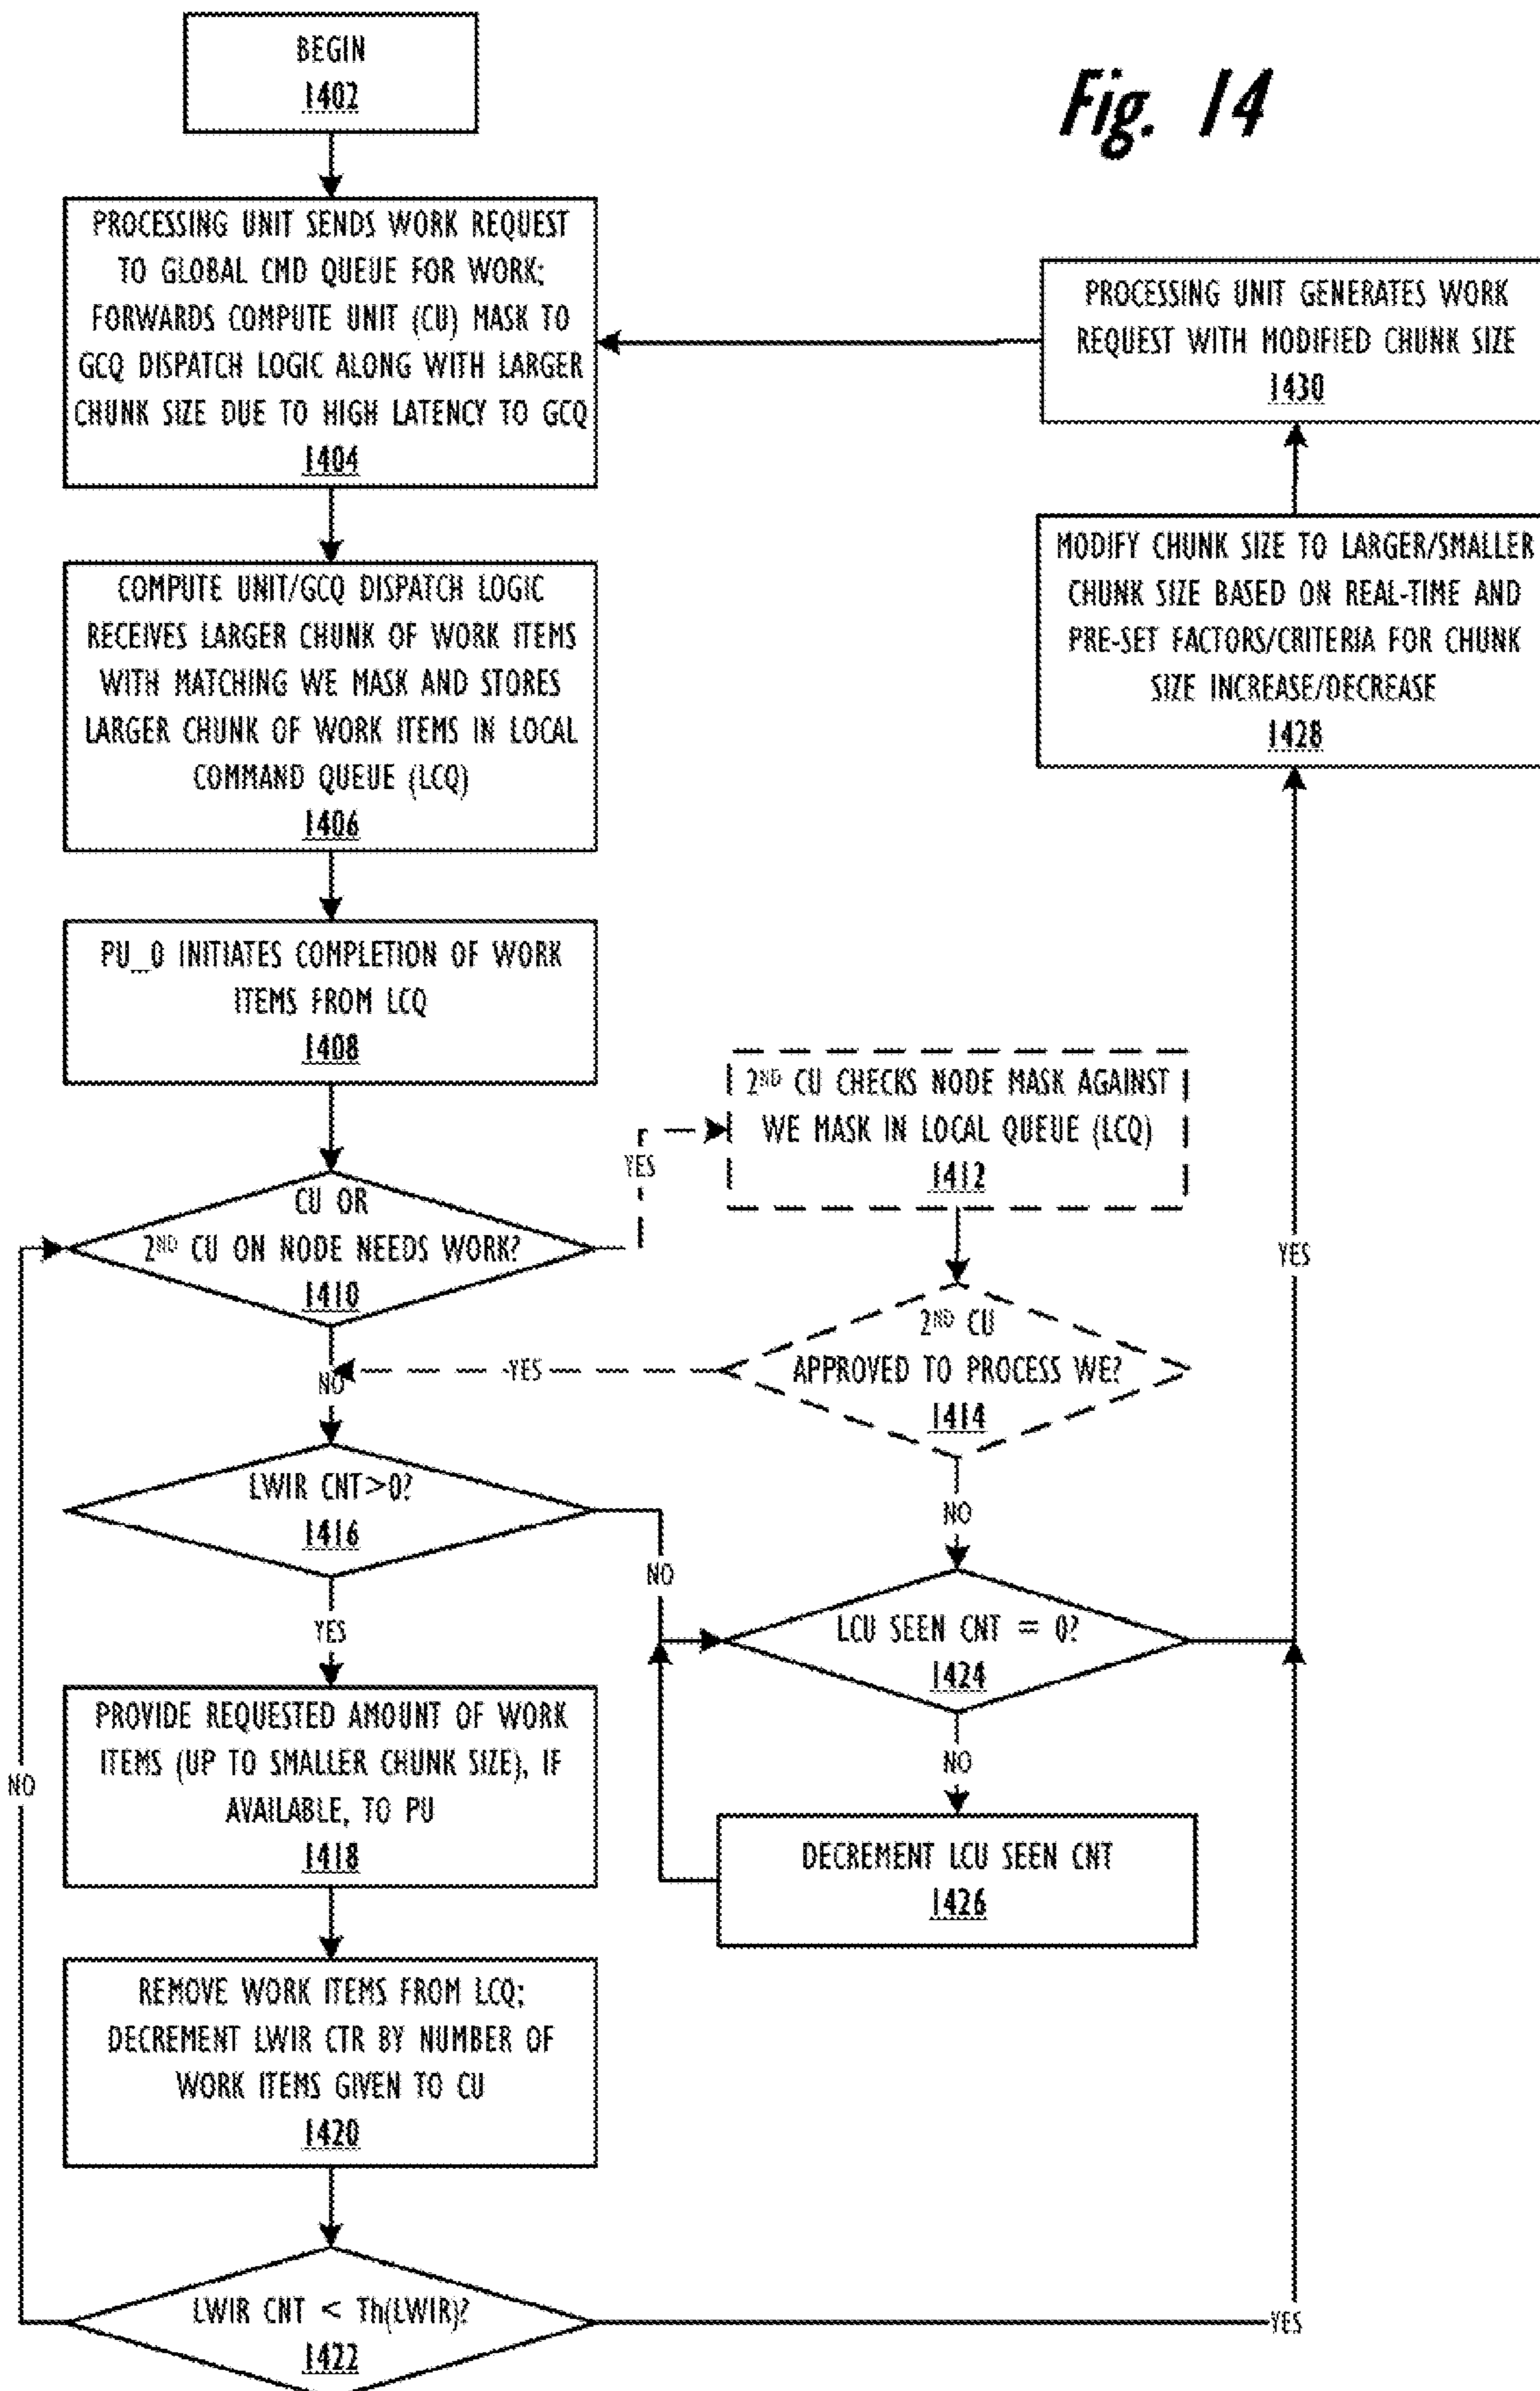 Fig. 14
BEGIN
1402
PROCESSING UNIT SENDS WORK REQUEST
TO GLOBAL CMD QUEUE FOR WORK;
FORWARDS COMPUTE UNIT (CU) MASK TO
GCQ DISPATCH LOGIC ALONG WITH LARGER
CHUNK SIZE DUE TO HIGH LATENCY TO GCQ
1404
PROCESSING UNIT GENERATES WORK
REQUEST WITH MODIFIED CHUNK SIZE
1430
MODIFY CHUNK SIZE TO LARGER/SMALLER
CHUNK SIZE BASED ON REAL-TIME AND
PRE-SET FACTORS/CRITERIA FOR CHUNK
SIZE INCREASE/DECREASE
1428
COMPUTE UNIT/GCQ DISPATCH LOGIC
RECEIVES LARGER CHUNK OF WORK ITEMS
WITH MATCHING WE MASK AND STORES
LARGER CHUNK OF WORK ITEMS IN LOCAL
COMMAND QUEUE (LCQ)
1406
PU_0 INITIATES COMPLETION OF WORK
ITEMS FROM LCQ
1408
2ND CU CHECKS NODE MASK AGAINST
WE MASK IN LOCAL QUEUE (LCQ)
1412
YES
CU OR
2ND CU ON NODE NEEDS WORK?
1410
YES
2ND CU
APPROVED TO PROCESS WE?
1414
YES
NO
NO
LWIR CNT>0?
1416
NO
YES
LCU SEEN CNT = 0?
1424
NO
PROVIDE REQUESTED AMOUNT OF WORK
ITEMS (UP TO SMALLER CHUNK SIZE), IF
AVAILABLE, TO PU
1418
NO
DECREMENT LCU SEEN CNT
1426
REMOVE WORK ITEMS FROM LCQ;
DECREMENT LWIR CTR BY NUMBER OF
WORK ITEMS GIVEN TO CU
1420
LWIR CNT < Th(LWIR)?
1422
YES